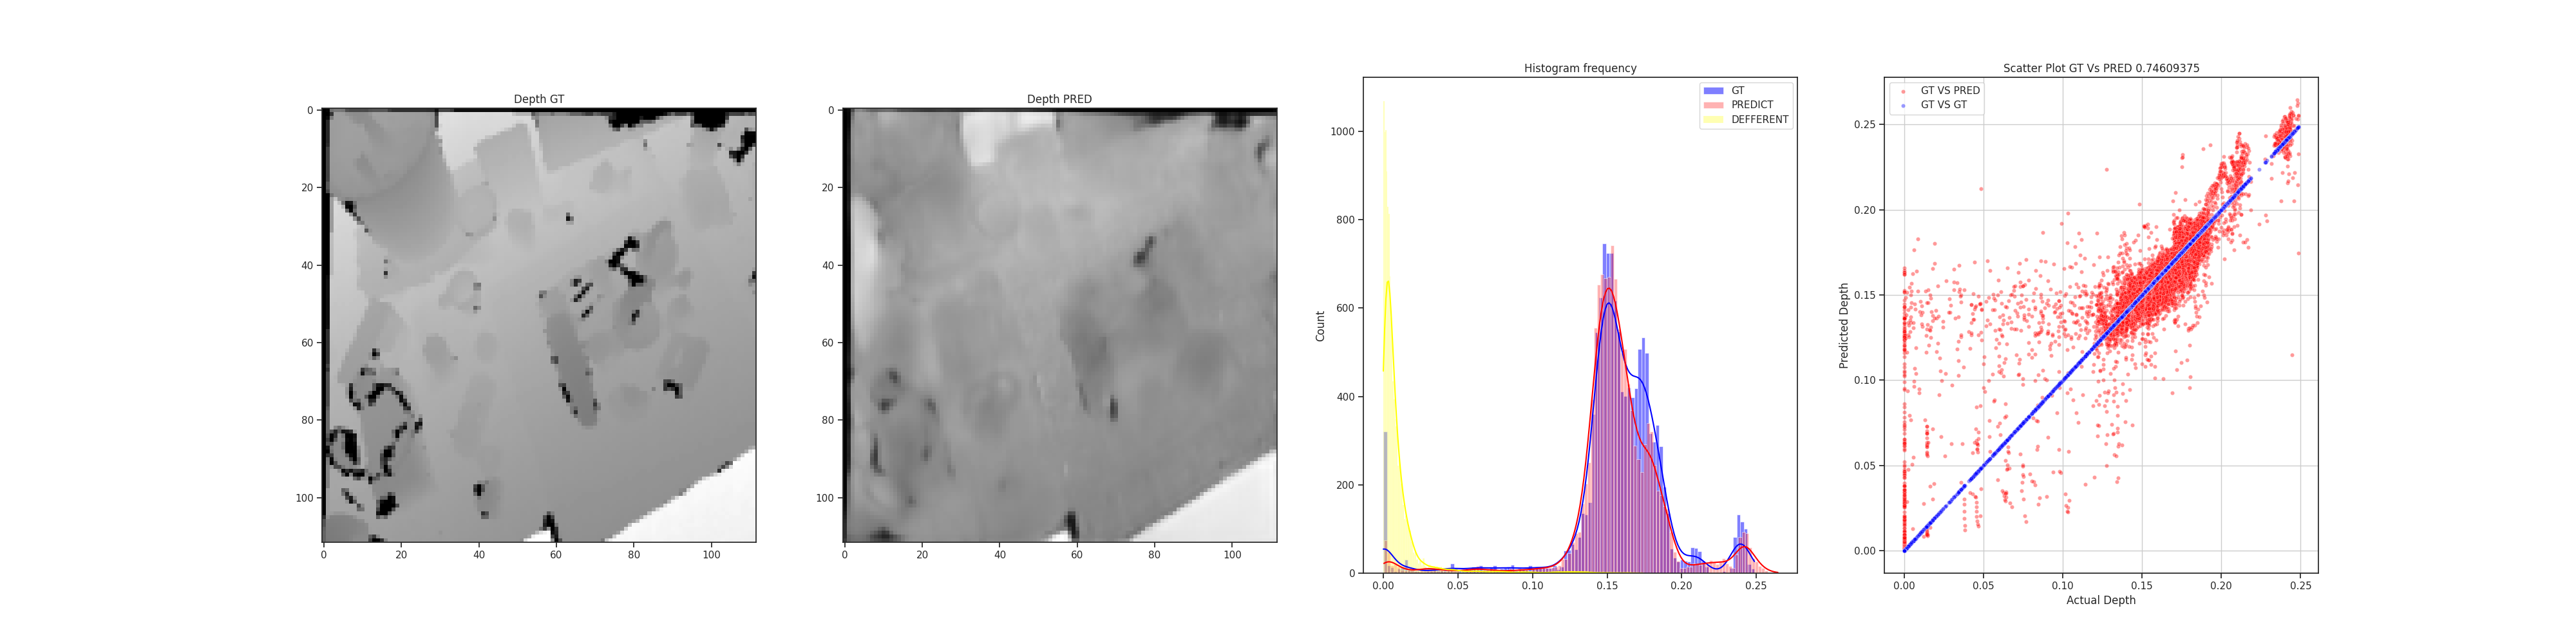 Depth GT
0
20
40
60
80
100
0 20 40 60 80 100
Depth PRED
0
20
40
60
80
100
0 20 40 60 80 100
Histogram frequency
GT
PREDICT
DEFFERENT
Count
1000
800
600
400
200
0
0.00 0.05 0.10 0.15 0.20 0.25
Scatter Plot GT Vs PRED 0.74609375
GT VS PRED
GT VS GT
Predicted Depth
0.25
0.20
0.15
0.10
0.05
0.00
0.00 0.05 0.10 0.15 0.20 0.25
Actual Depth